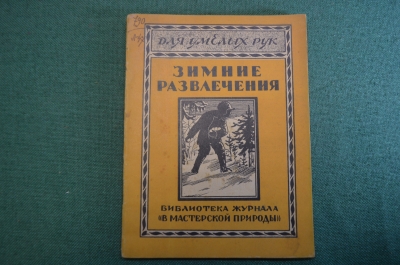 ДЛЯ УМЕЛЫХ РУК
ЗИМНИЕ
РАЗВЛЕЧЕНИЯ
БИБЛИОТЕКА ЖУРНАЛА
«В МАСТЕРСКОЙ ПРИРОДЫ»